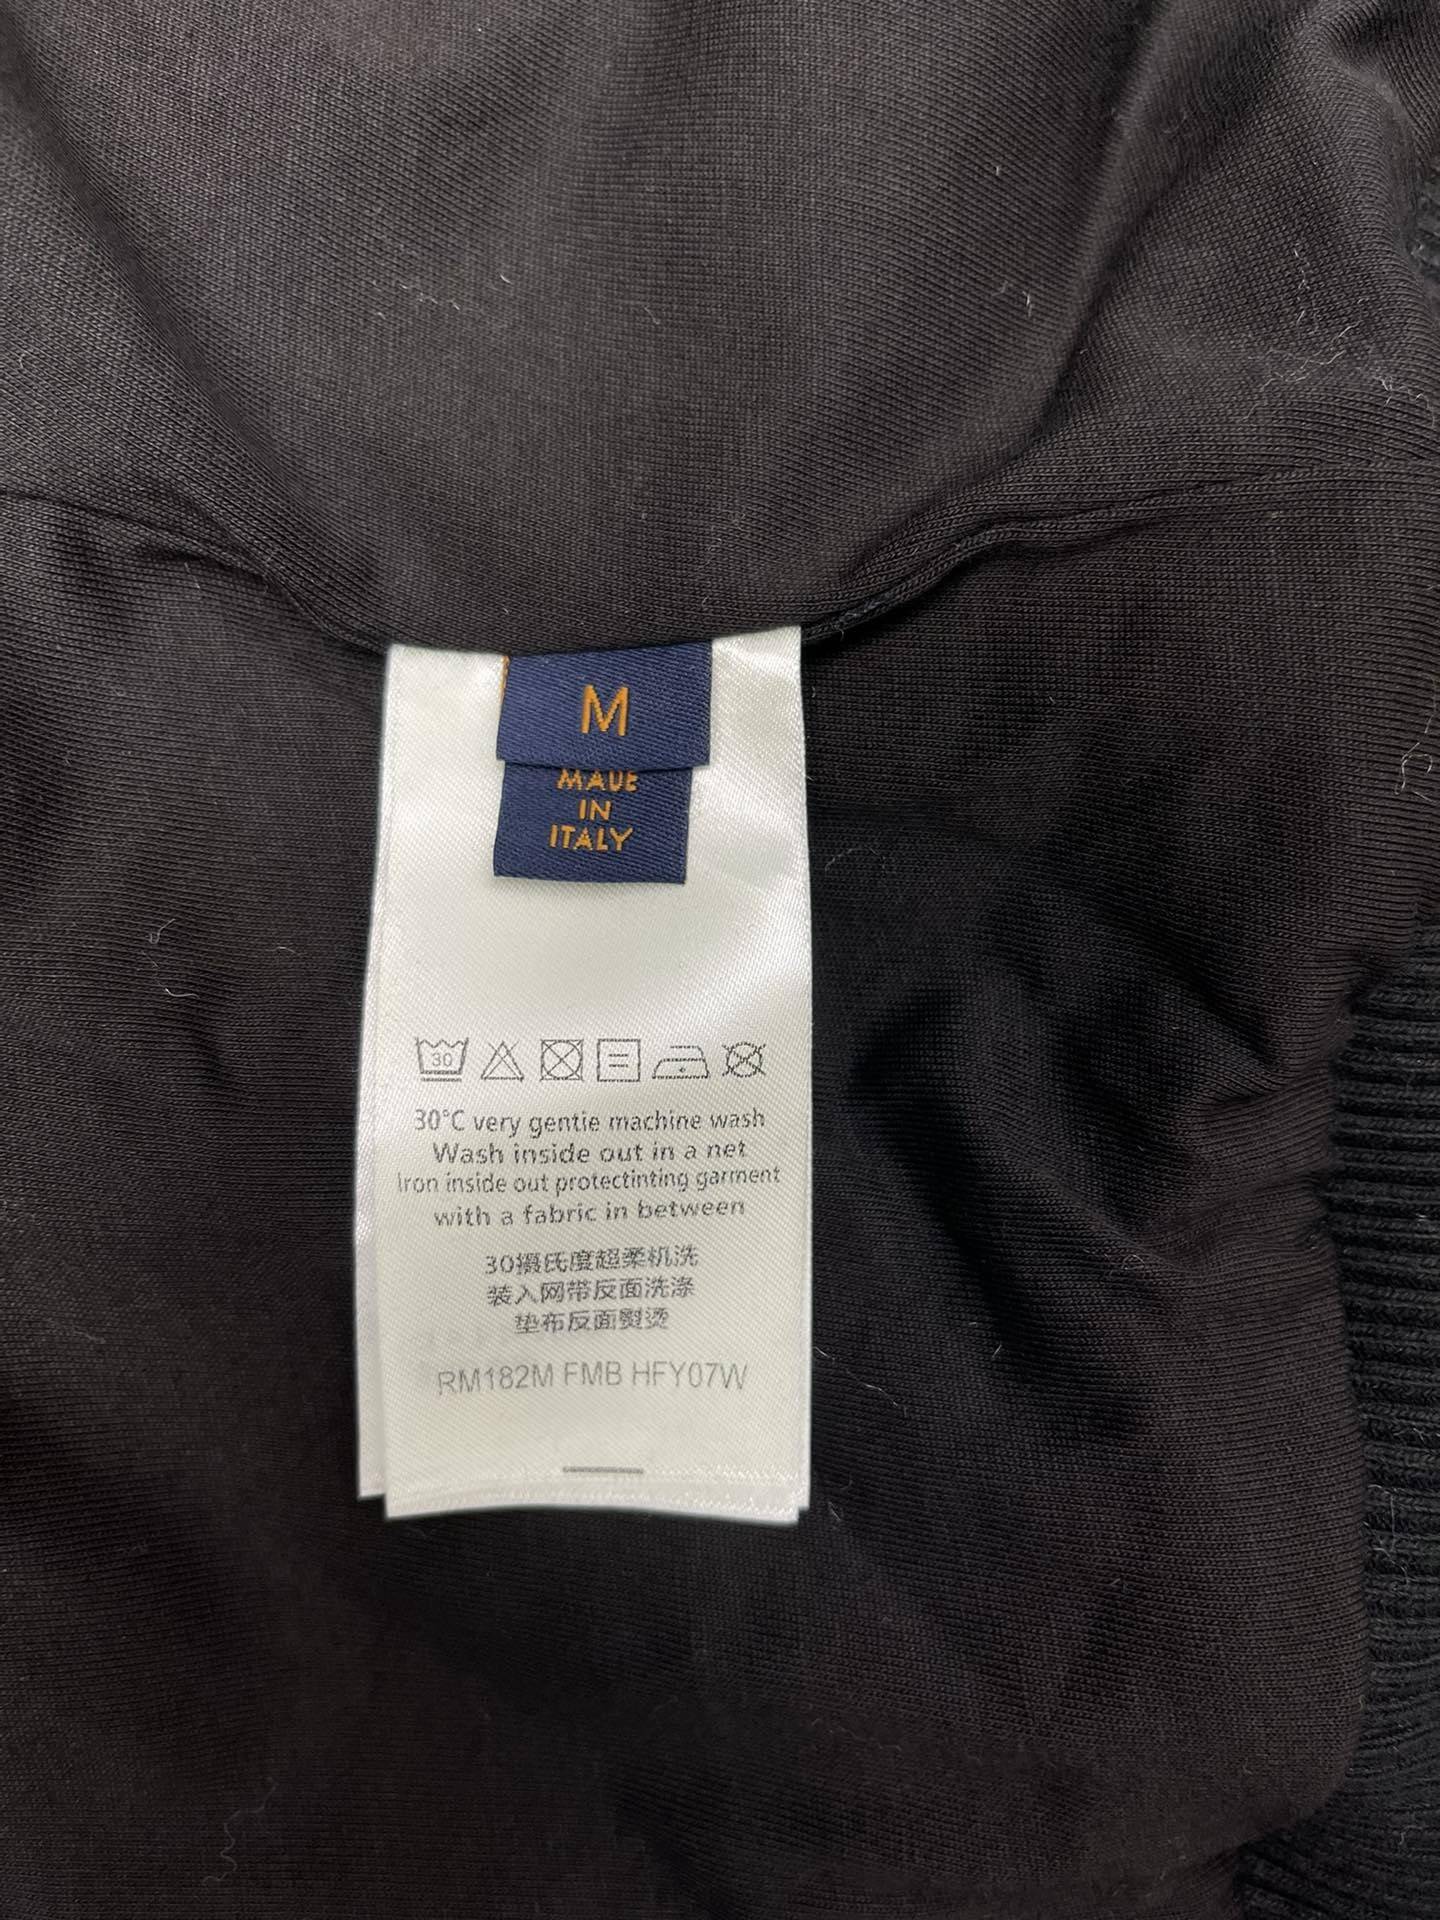 M
MADE
IN
ITALY
30
30°C very gentie machine wash
Wash inside out in a net
Iron inside out protectinting garment
with a fabric in between
30摄氏度超柔机洗
装入网带反面洗涤
垫布反面熨烫
RM182M FMB HFY07W